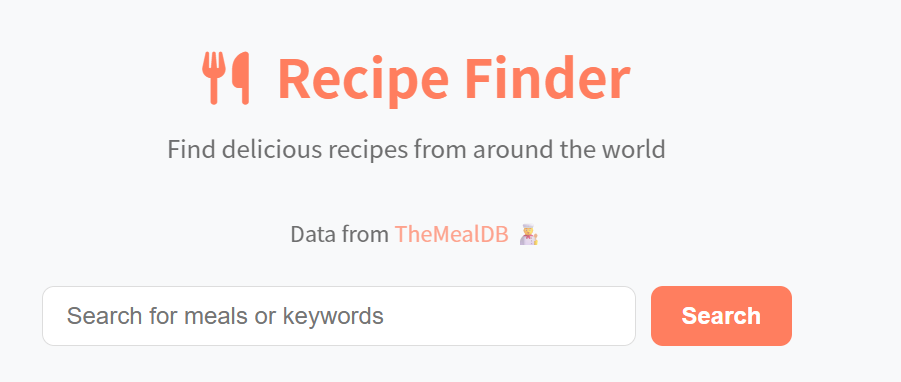 Recipe Finder
Find delicious recipes from around the world
Data from TheMealDB
Search for meals or keywords
Search